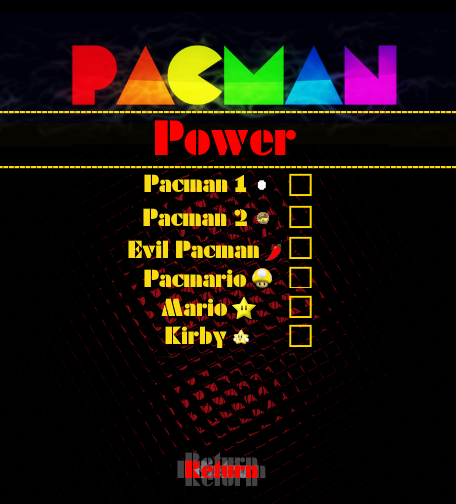 PACMAN
Power
Pacman 1
Pacman 2
Evil Pacman
Pacmario
Mario
Kirby
Return